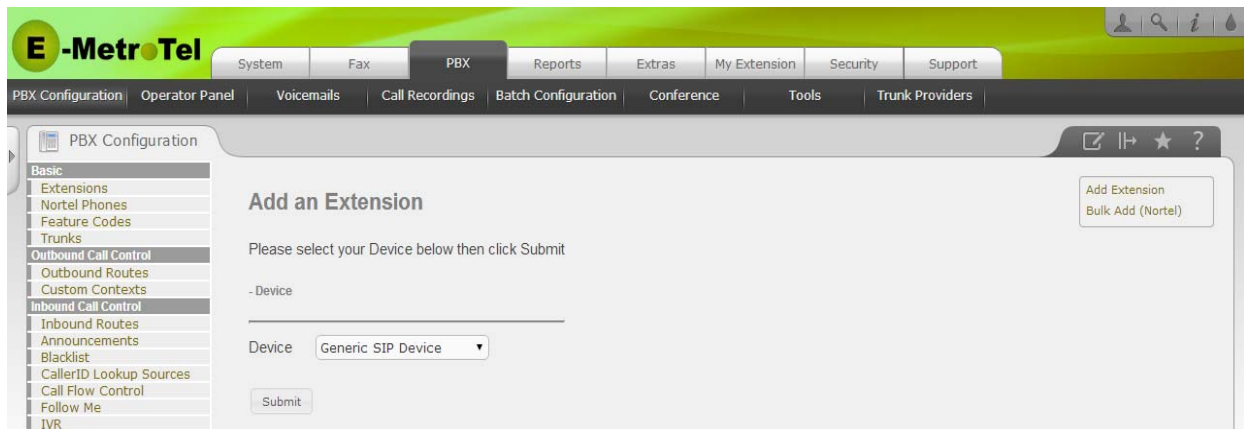 E-MetroTel
System Fax PBX Reports Extras My Extension Security Support
PBX Configuration Operator Panel Voicemails Call Recordings Batch Configuration Conference Tools Trunk Providers
PBX Configuration
Basic
Extensions
Nortel Phones
Feature Codes
Trunks
Outbound Call Control
Outbound Routes
Custom Contexts
Inbound Call Control
Inbound Routes
Announcements
Blacklist
CallerID Lookup Sources
Call Flow Control
Follow Me
IVR
Add an Extension
Please select your Device below then click Submit
- Device
Device Generic SIP Device
Submit
Add Extension
Bulk Add (Nortel)